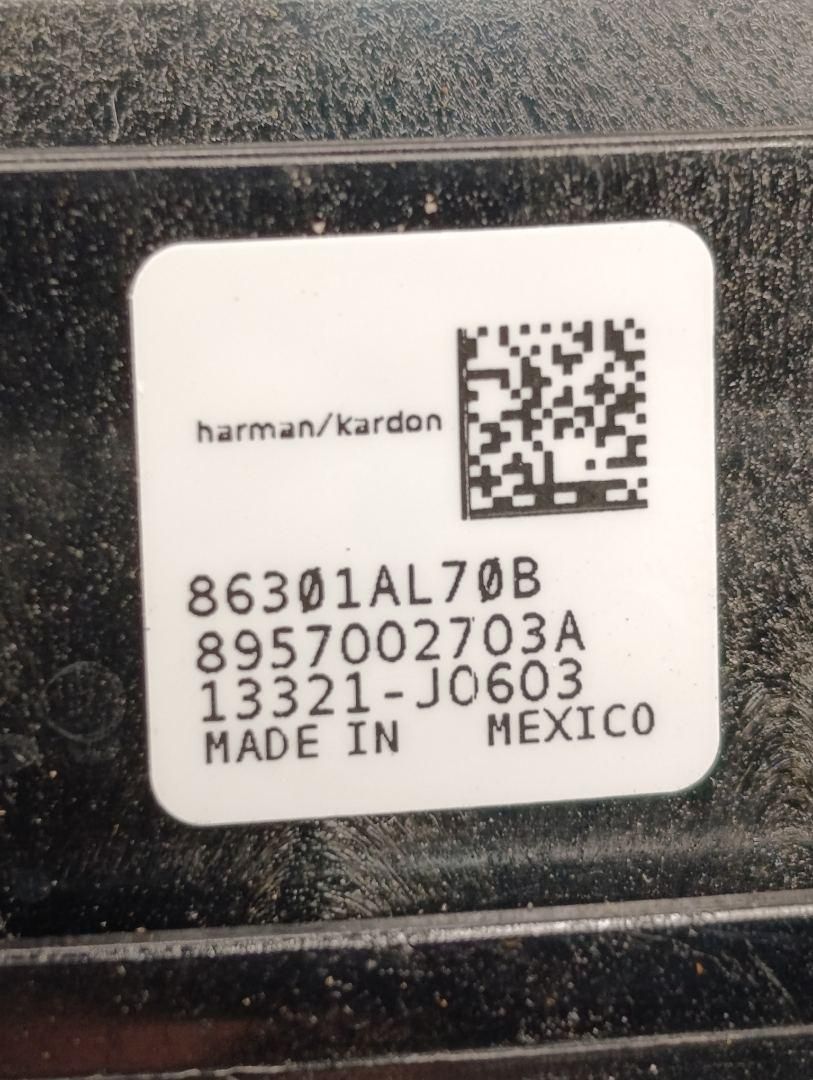 harman/kardon
86301AL70B
8957002703A
13321-J0603
MADE IN MEXICO